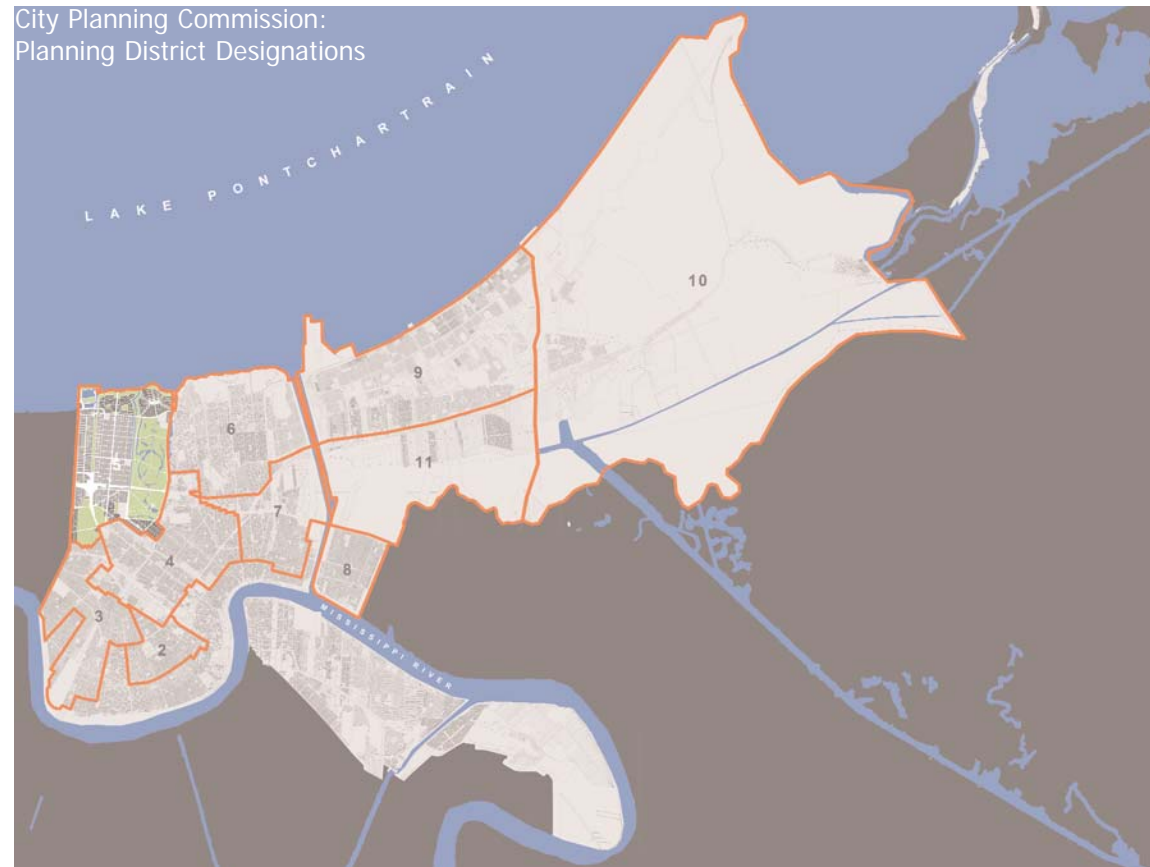 City Planning Commission:
Planning District Designations
LAKE PONTCHARTRAIN
10
9
6
11
7
4
8
3
2
MISSISSIPPI RIVER